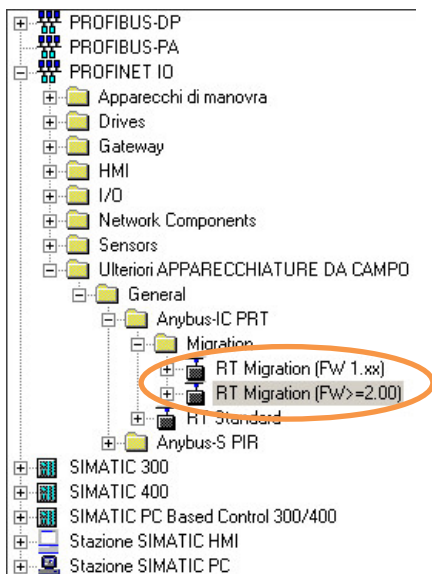 PROFIBUS-DP
PROFIBUS-PA
PROFINET IO
Apparecchi di manovra
Drives
Gateway
HMI
I/O
Network Components
Sensors
Ulteriori APPARECCHIATURE DA CAMPO
General
Anybus-IC PRT
Migration
RT Migration (FW 1.xx)
RT Migration (FW>=2.00)
RT Standard
Anybus-S PIR
SIMATIC 300
SIMATIC 400
SIMATIC PC Based Control 300/400
Stazione SIMATIC HMI
Stazione SIMATIC PC